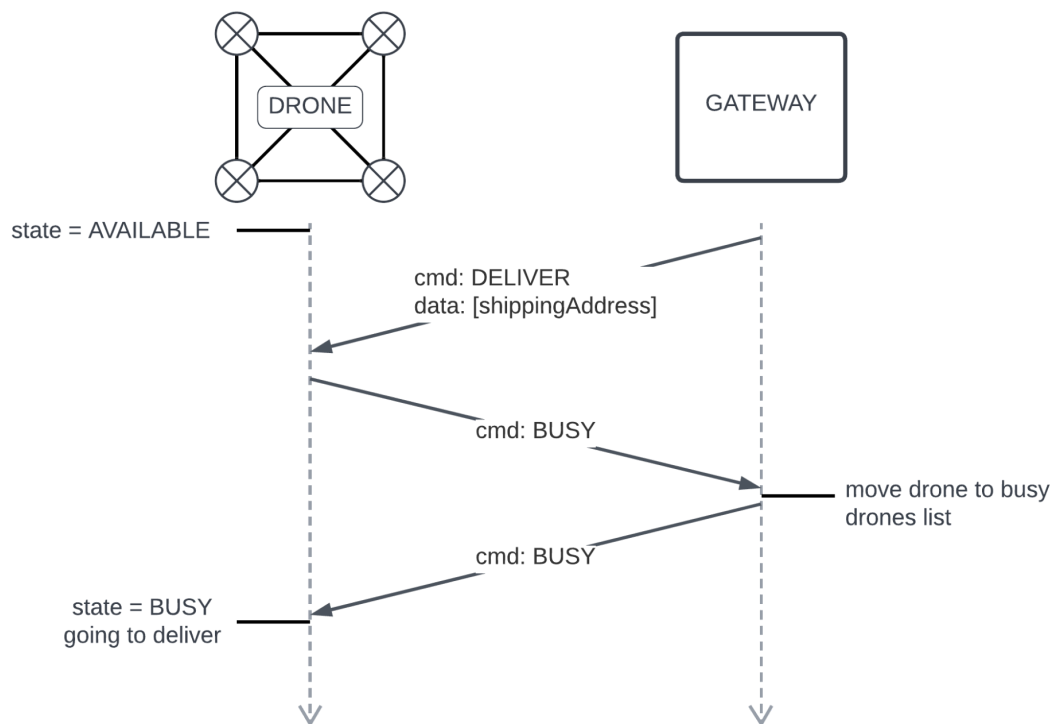 DRONE
GATEWAY
state = AVAILABLE
cmd: DELIVER
data: [shippingAddress]
cmd: BUSY
move drone to busy
drones list
cmd: BUSY
state = BUSY
going to deliver